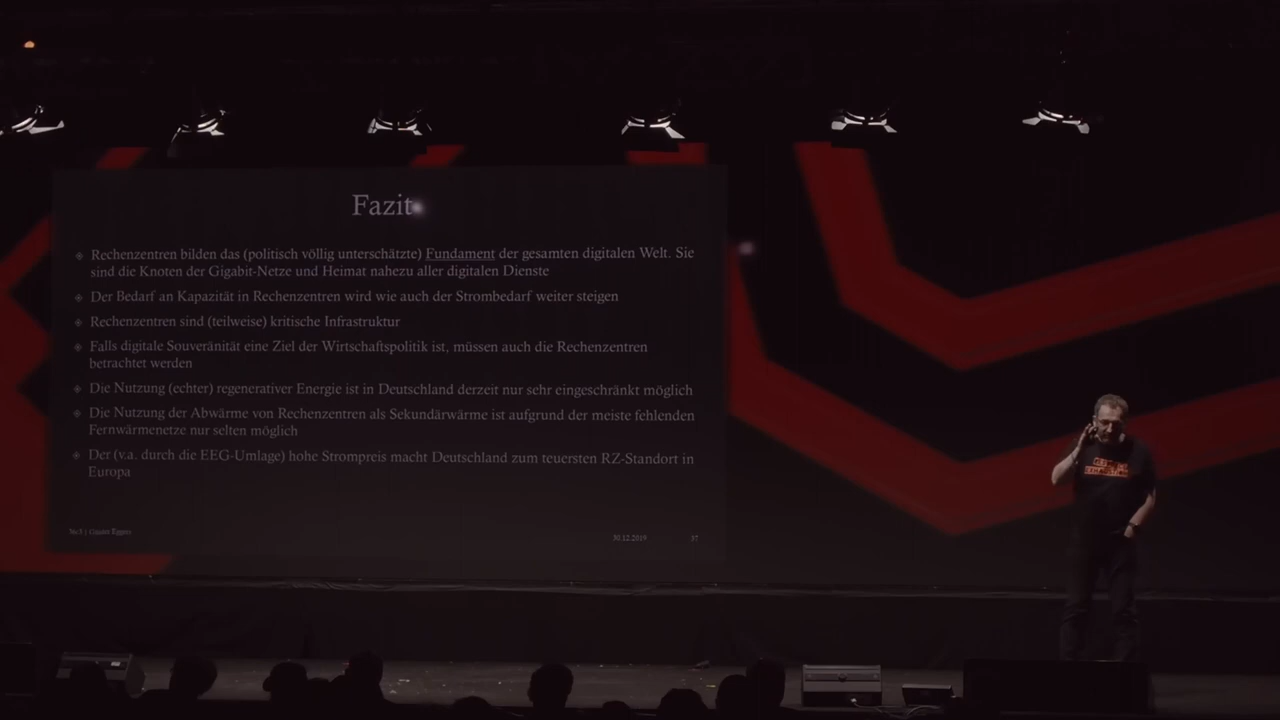 Fazit
Rechenzentren bilden das (politisch völlig unterschätzte) Fundament der gesamten digitalen Welt. Sie
sind die Knoten der Gigabit-Netze und Heimat nahezu aller digitalen Dienste
Der Bedarf an Kapazität in Rechenzentren wird wie auch der Strombedarf weiter steigen
Rechenzentren sind (teilweise) kritische Infrastruktur
Falls digitale Souveränität eine Ziel der Wirtschaftspolitik ist, müssen auch die Rechenzentren
betrachtet werden
Die Nutzung (echter) regenerativer Energie ist in Deutschland derzeit nur sehr eingeschränkt möglich
Die Nutzung der Abwärme von Rechenzentren als Sekundärwärme ist aufgrund der meiste fehlenden
Fernwärmenetze nur selten möglich
Der (v.a. durch die EEG-Umlage) hohe Strompreis macht Deutschland zum teuersten RZ-Standort in
Europa
30.12.2019
37